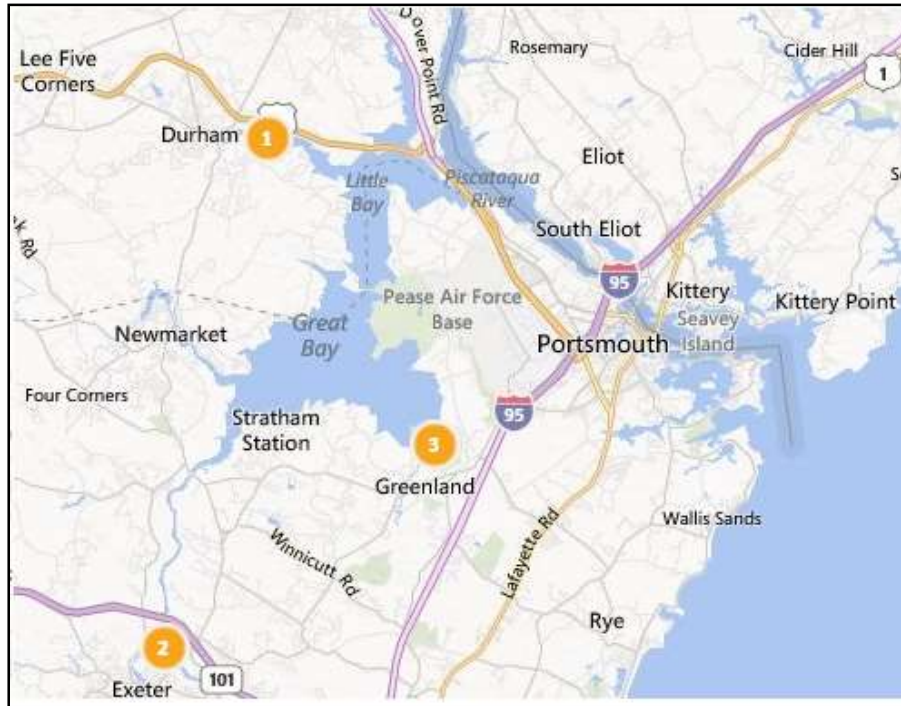 Dover Point Rd
Rosemary
Cider Hill
Lee Five
Corners
1
Durham
1
Eliot
Little
Bay
Piscataqua
River
South Eliot
95
Kittery
Kittery Point
Seavey
Island
Pease Air Force
Base
Great
Bay
Newmarket
Portsmouth
Four Corners
95
Stratham
Station
3
Greenland
Wallis Sands
Lafayette Rd
Winnicutt Rd
Rye
2
Exeter
101